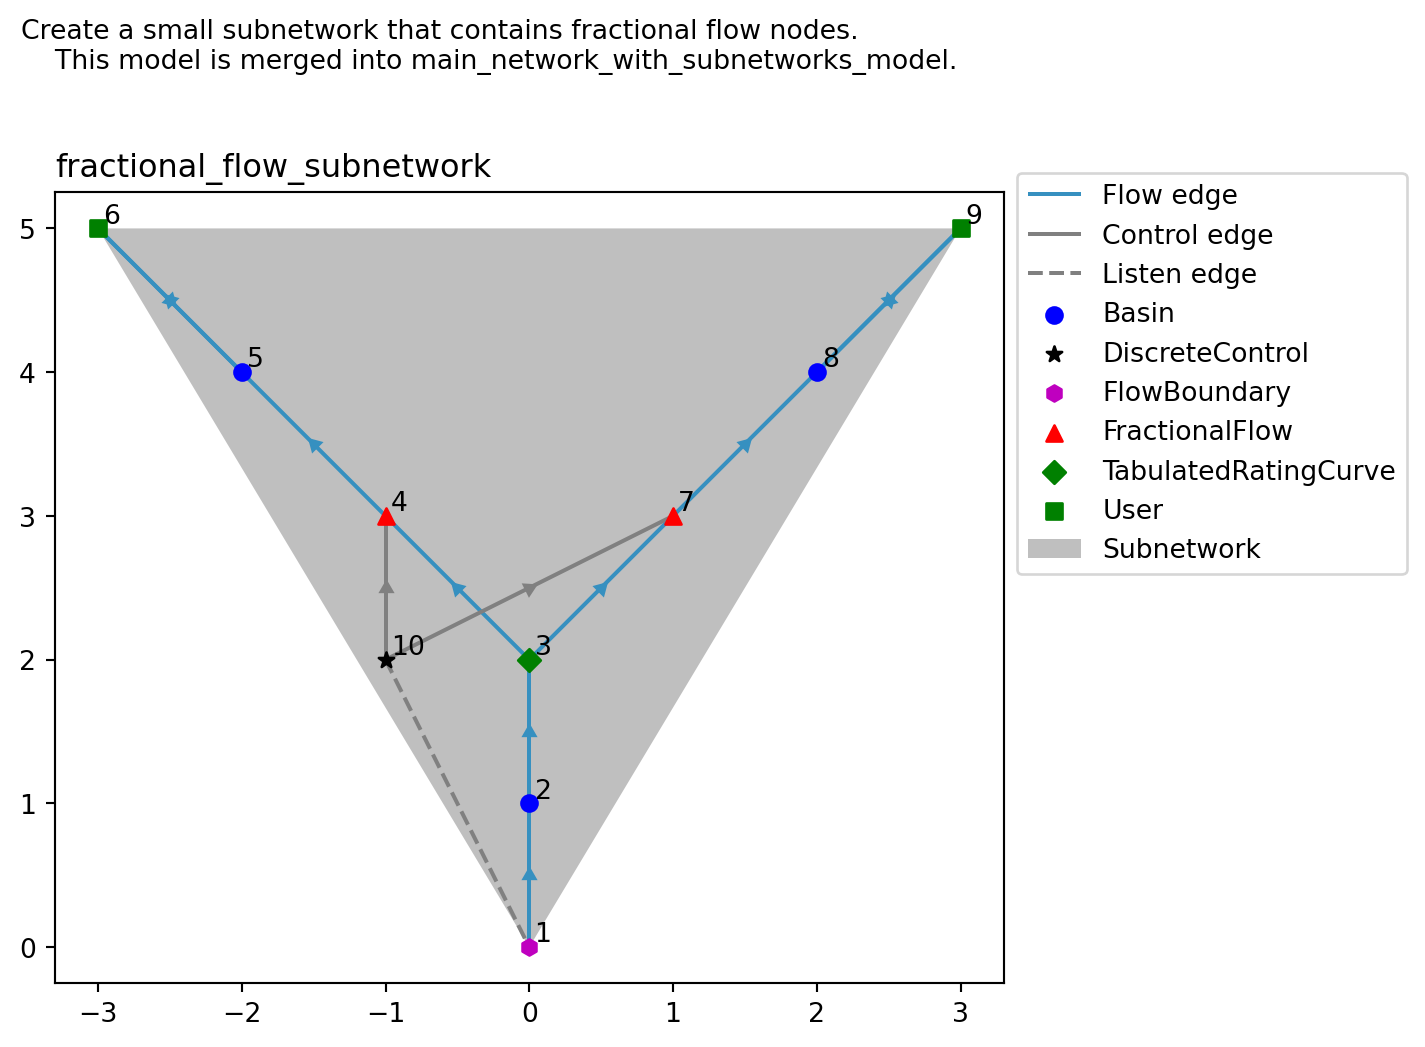 Create a small subnetwork that contains fractional flow nodes.
This model is merged into main_network_with_subnetworks_model.
fractional_flow_subnetwork
Flow edge
Control edge
Listen edge
Basin
DiscreteControl
FlowBoundary
FractionalFlow
TabulatedRatingCurve
User
Subnetwork
6
9
5
8
4
7
10
3
2
1
5
4
3
2
1
0
−3
−2
−1
0
1
2
3